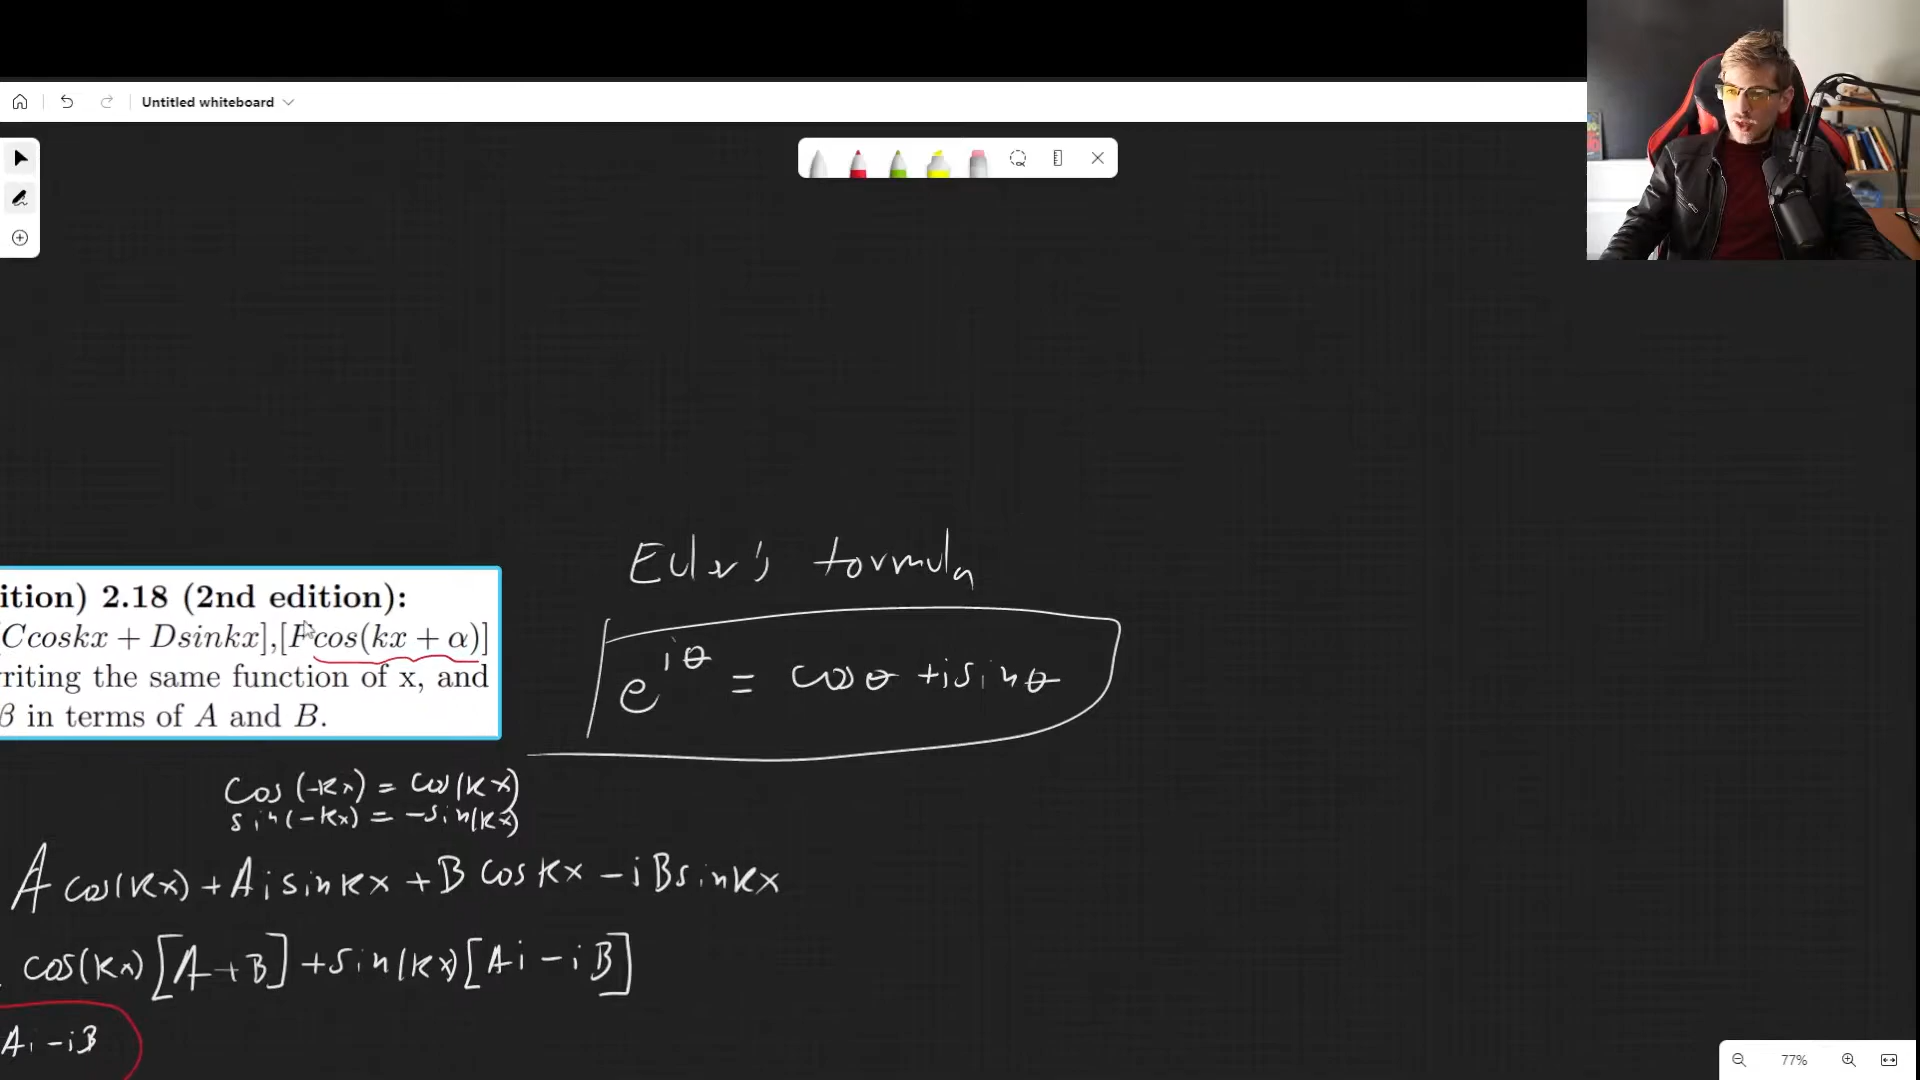 Untitled whiteboard
ition) 2.18 (2nd edition):
[Ccoskx + Dsinkx],[Fcos(kx + α)]
riting the same function of x, and
β in terms of A and B.
Euler's formula
e^{iθ} = cosθ + isinθ
Cos(-kx) = cos(kx)
sin(-kx) = -sin(kx)
A cos(kx) + A i sinkx + B coskx - i B sinkx
cos(kx)[A+B] + sin(kx)[Ai - iB]
Ai - iB
77%